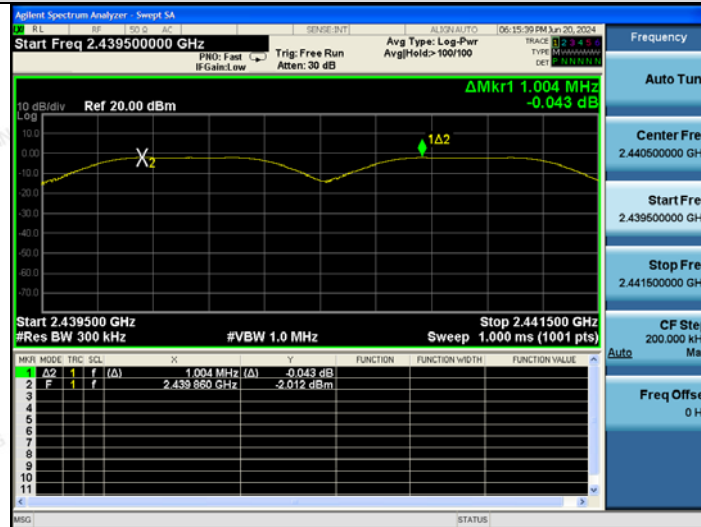 Agilent Spectrum Analyzer - Swept SA
RL RF 50 Ω AC SENSE:INT ALIGNAUTO 06:15:39 PM Jun 20, 2024
Start Freq 2.439500000 GHz
PNO: Fast
IFGain:Low
Trig: Free Run
Atten: 30 dB
Avg Type: Log-Pwr
Avg|Hold:>100/100
TRACE 1 2 3 4 5 6
TYPE MWWWWW
DET P N N N N N
ΔMkr1 1.004 MHz
-0.043 dB
10 dB/div Ref 20.00 dBm
Log
10.0
0.00
-10.0
-20.0
-30.0
-40.0
-50.0
-60.0
-70.0
X2
1Δ2
Start 2.439500 GHz Stop 2.441500 GHz
#Res BW 300 kHz #VBW 1.0 MHz Sweep 1.000 ms (1001 pts)
MKR MODE TRC SCL X Y FUNCTION FUNCTION WIDTH FUNCTION VALUE
1 Δ2 1 f (Δ) 1.004 MHz (Δ) -0.043 dB
2 F 1 f 2.439 860 GHz -2.012 dBm
3
4
5
6
7
8
9
10
11
MSG STATUS
Frequency
Auto Tun
Center Fre
2.440500000 GH
Start Fre
2.439500000 GH
Stop Fre
2.441500000 GH
CF Ste
200.000 kH
Auto Ma
Freq Offse
0 H